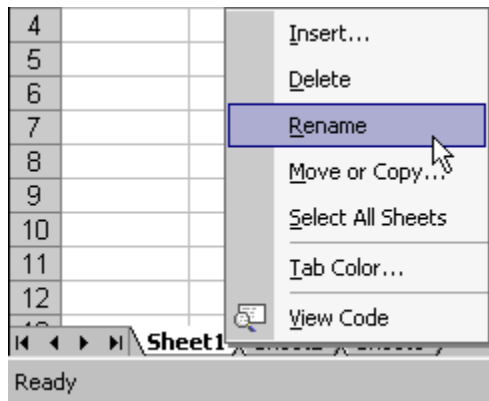 4
5
6
7
8
9
10
11
12
Insert...
Delete
Rename
Move or Copy...
Select All Sheets
Tab Color...
View Code
Sheet1
Ready